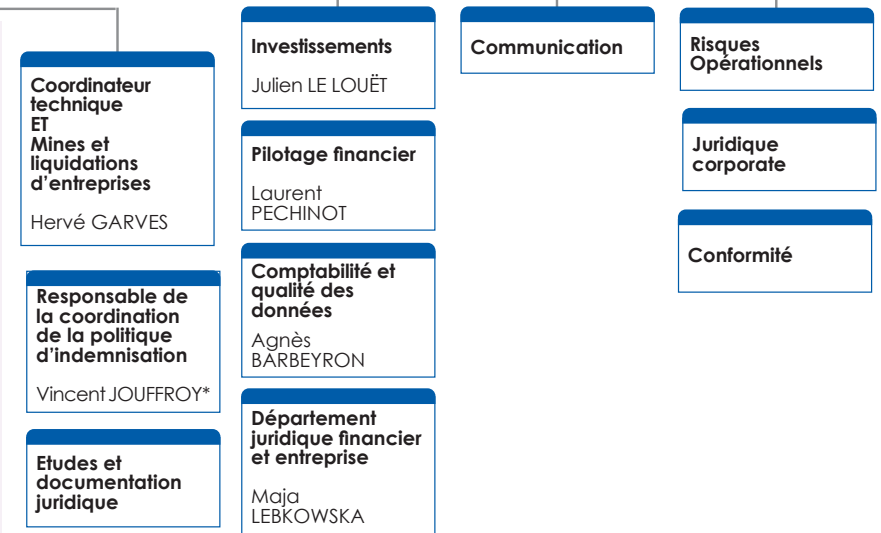 Coordinateur
technique
ET
Mines et
liquidations
d’entreprises
Hervé GARVES
Responsable de
la coordination
de la politique
d’indemnisation
Vincent JOUFFROY*
Etudes et
documentation
juridique
Investissements
Julien LE LOUËT
Pilotage financier
Laurent
PECHINOT
Comptabilité et
qualité des
données
Agnès
BARBEYRON
Département
juridique financier
et entreprise
Maja
LEBKOWSKA
Communication
Risques
Opérationnels
Juridique
corporate
Conformité